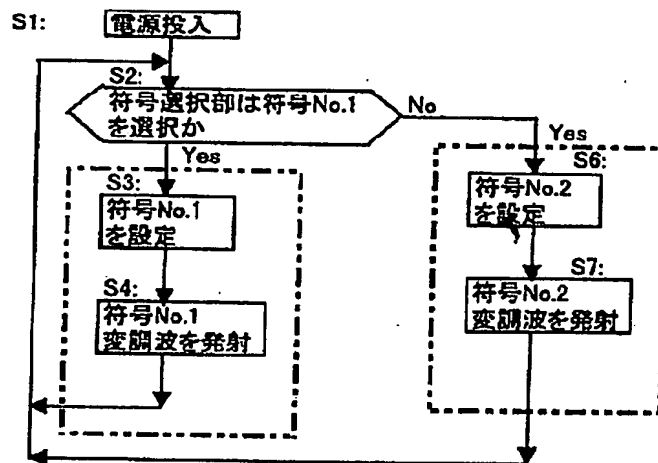 S1:
電源投入
S2:
符号選択部は符号No.1
を選択か
No
Yes
Yes
S3:
符号No.1
を設定
S4:
符号No.1
変調波を発射
S6:
符号No.2
を設定
S7:
符号No.2
変調波を発射